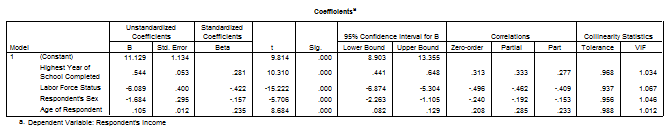 Coefficientsa
Unstandardized Coefficients Standardized Coefficients 95% Confidence Interval for B Correlations Collinearity Statistics
Model B Std. Error Beta t Sig. Lower Bound Upper Bound Zero-order Partial Part Tolerance VIF
1 (Constant) 11.129 1.134 9.814 .000 8.903 13.355
Highest Year of School Completed .544 .053 .281 10.310 .000 .441 .648 .313 .333 .277 .968 1.034
Labor Force Status -6.089 .400 -.422 -15.222 .000 -6.874 -5.304 -.496 -.462 -.409 .937 1.067
Respondent's Sex -1.684 .295 -.157 -5.706 .000 -2.263 -1.105 -.240 -.192 -.153 .956 1.046
Age of Respondent .105 .012 .235 8.684 .000 .082 .129 .208 .285 .233 .988 1.012
a. Dependent Variable: Respondent's Income